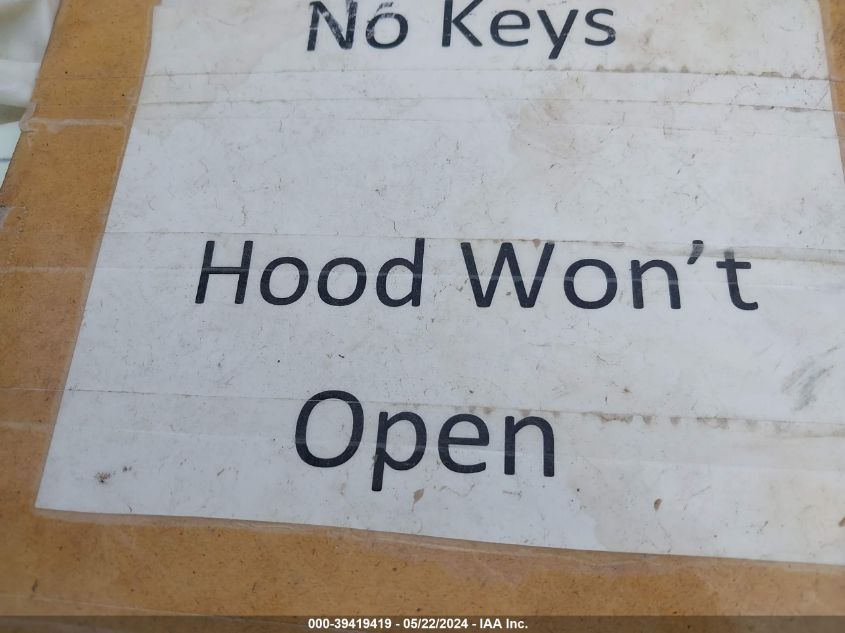 No Keys
Hood Won't
Open
000-39419419 - 05/22/2024 - IAA Inc.